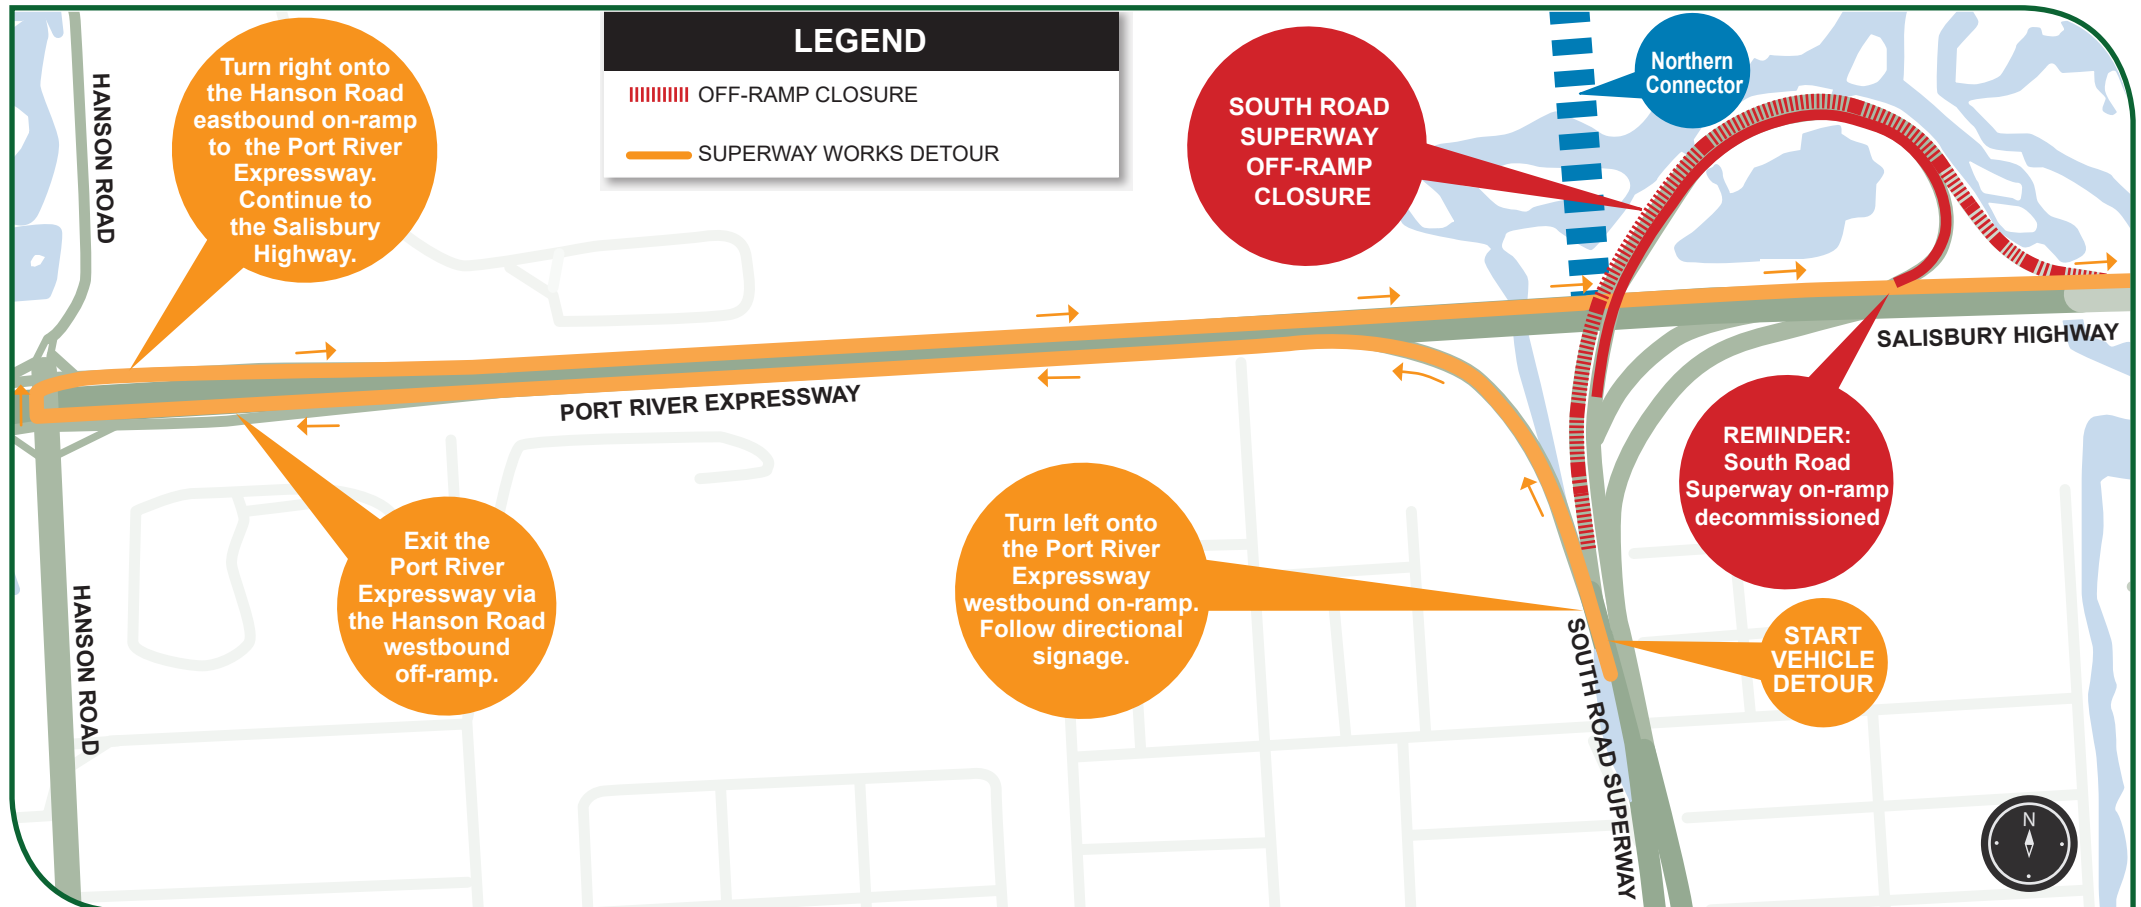 HANSON ROAD
Turn right onto
the Hanson Road
eastbound on-ramp
to the Port River
Expressway.
Continue to
the Salisbury
Highway.
LEGEND
OFF-RAMP CLOSURE
SUPERWAY WORKS DETOUR
SOUTH ROAD
SUPERWAY
OFF-RAMP
CLOSURE
Northern
Connector
SALISBURY HIGHWAY
PORT RIVER EXPRESSWAY
REMINDER:
South Road
Superway on-ramp
decommissioned
Exit the
Port River
Expressway via
the Hanson Road
westbound
off-ramp.
Turn left onto
the Port River
Expressway
westbound on-ramp.
Follow directional
signage.
START
VEHICLE
DETOUR
HANSON ROAD
SOUTH ROAD SUPERWAY
N